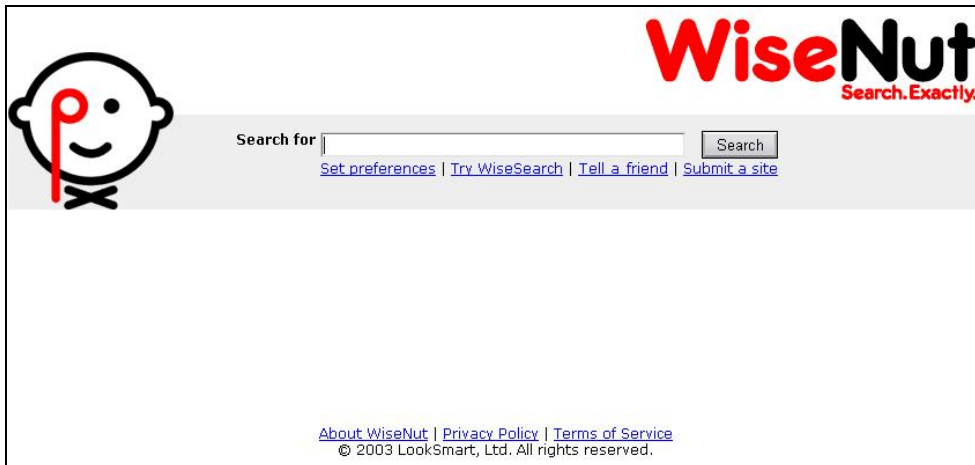 WiseNut
Search.Exactly.
Search for Search
Set preferences | Try WiseSearch | Tell a friend | Submit a site
About WiseNut | Privacy Policy | Terms of Service
© 2003 LookSmart, Ltd. All rights reserved.